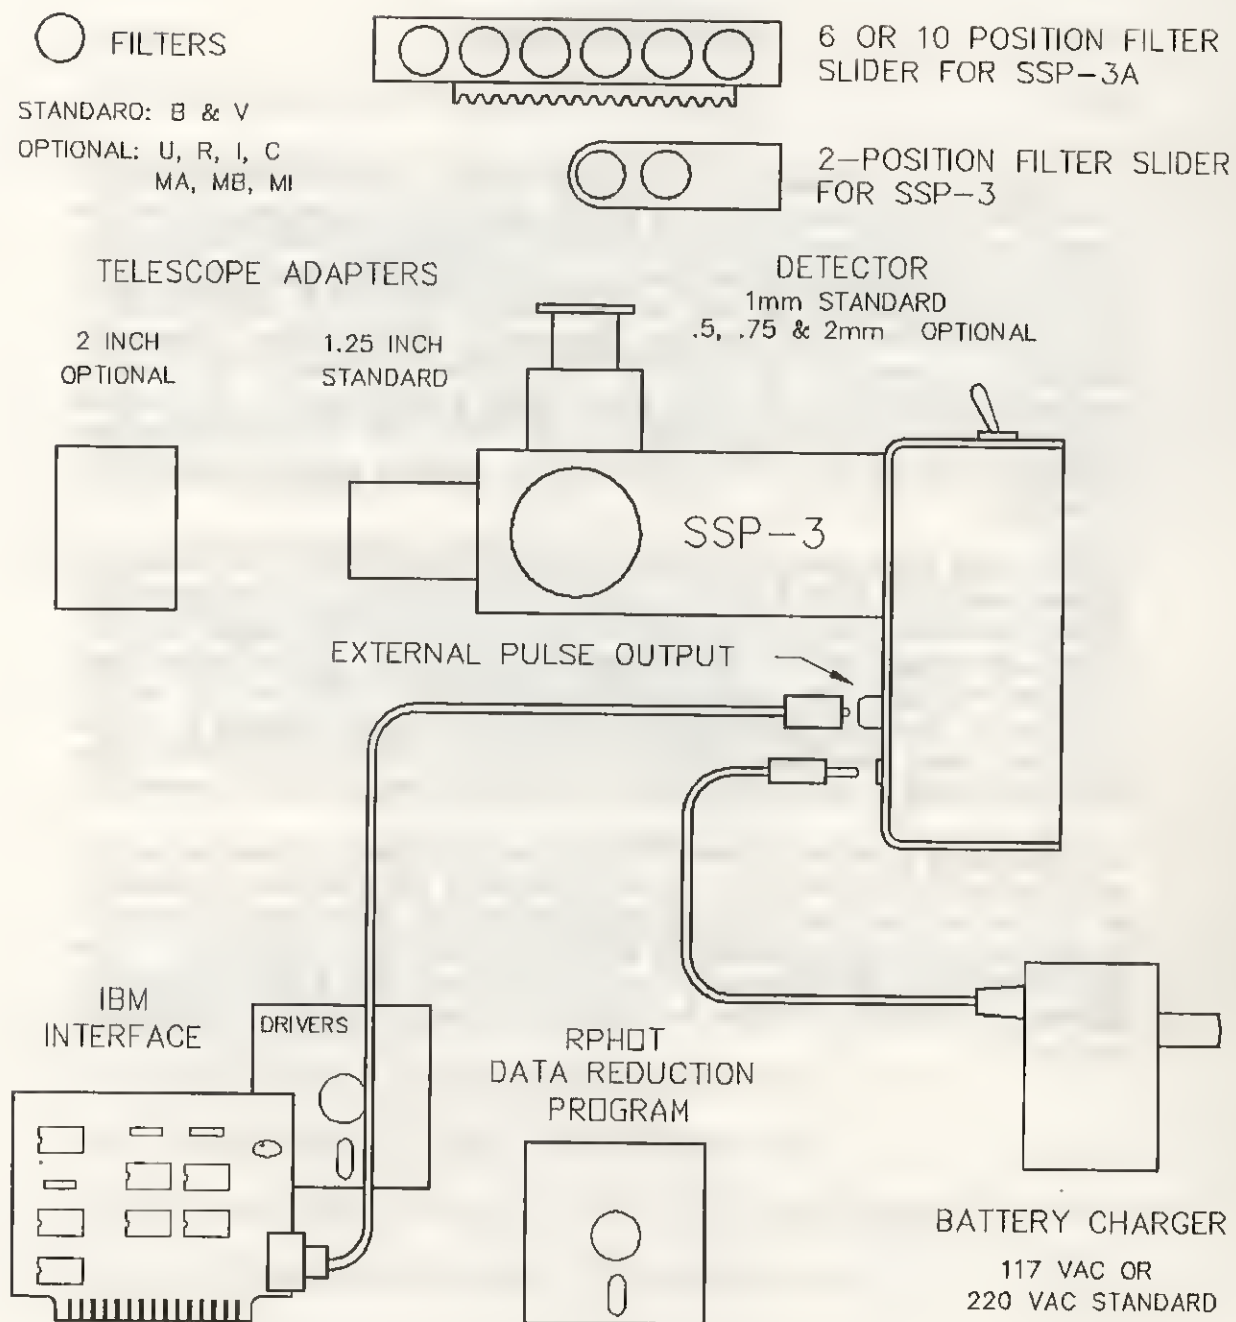 FILTERS
STANDARD: B & V
OPTIONAL: U, R, I, C
MA, MB, MI
6 OR 10 POSITION FILTER
SLIDER FOR SSP-3A
2-POSITION FILTER SLIDER
FOR SSP-3
TELESCOPE ADAPTERS
2 INCH
OPTIONAL
1.25 INCH
STANDARD
DETECTOR
1mm STANDARD
.5, .75 & 2mm OPTIONAL
SSP-3
EXTERNAL PULSE OUTPUT
IBM
INTERFACE
DRIVERS
RPHOT
DATA REDUCTION
PROGRAM
BATTERY CHARGER
117 VAC OR
220 VAC STANDARD